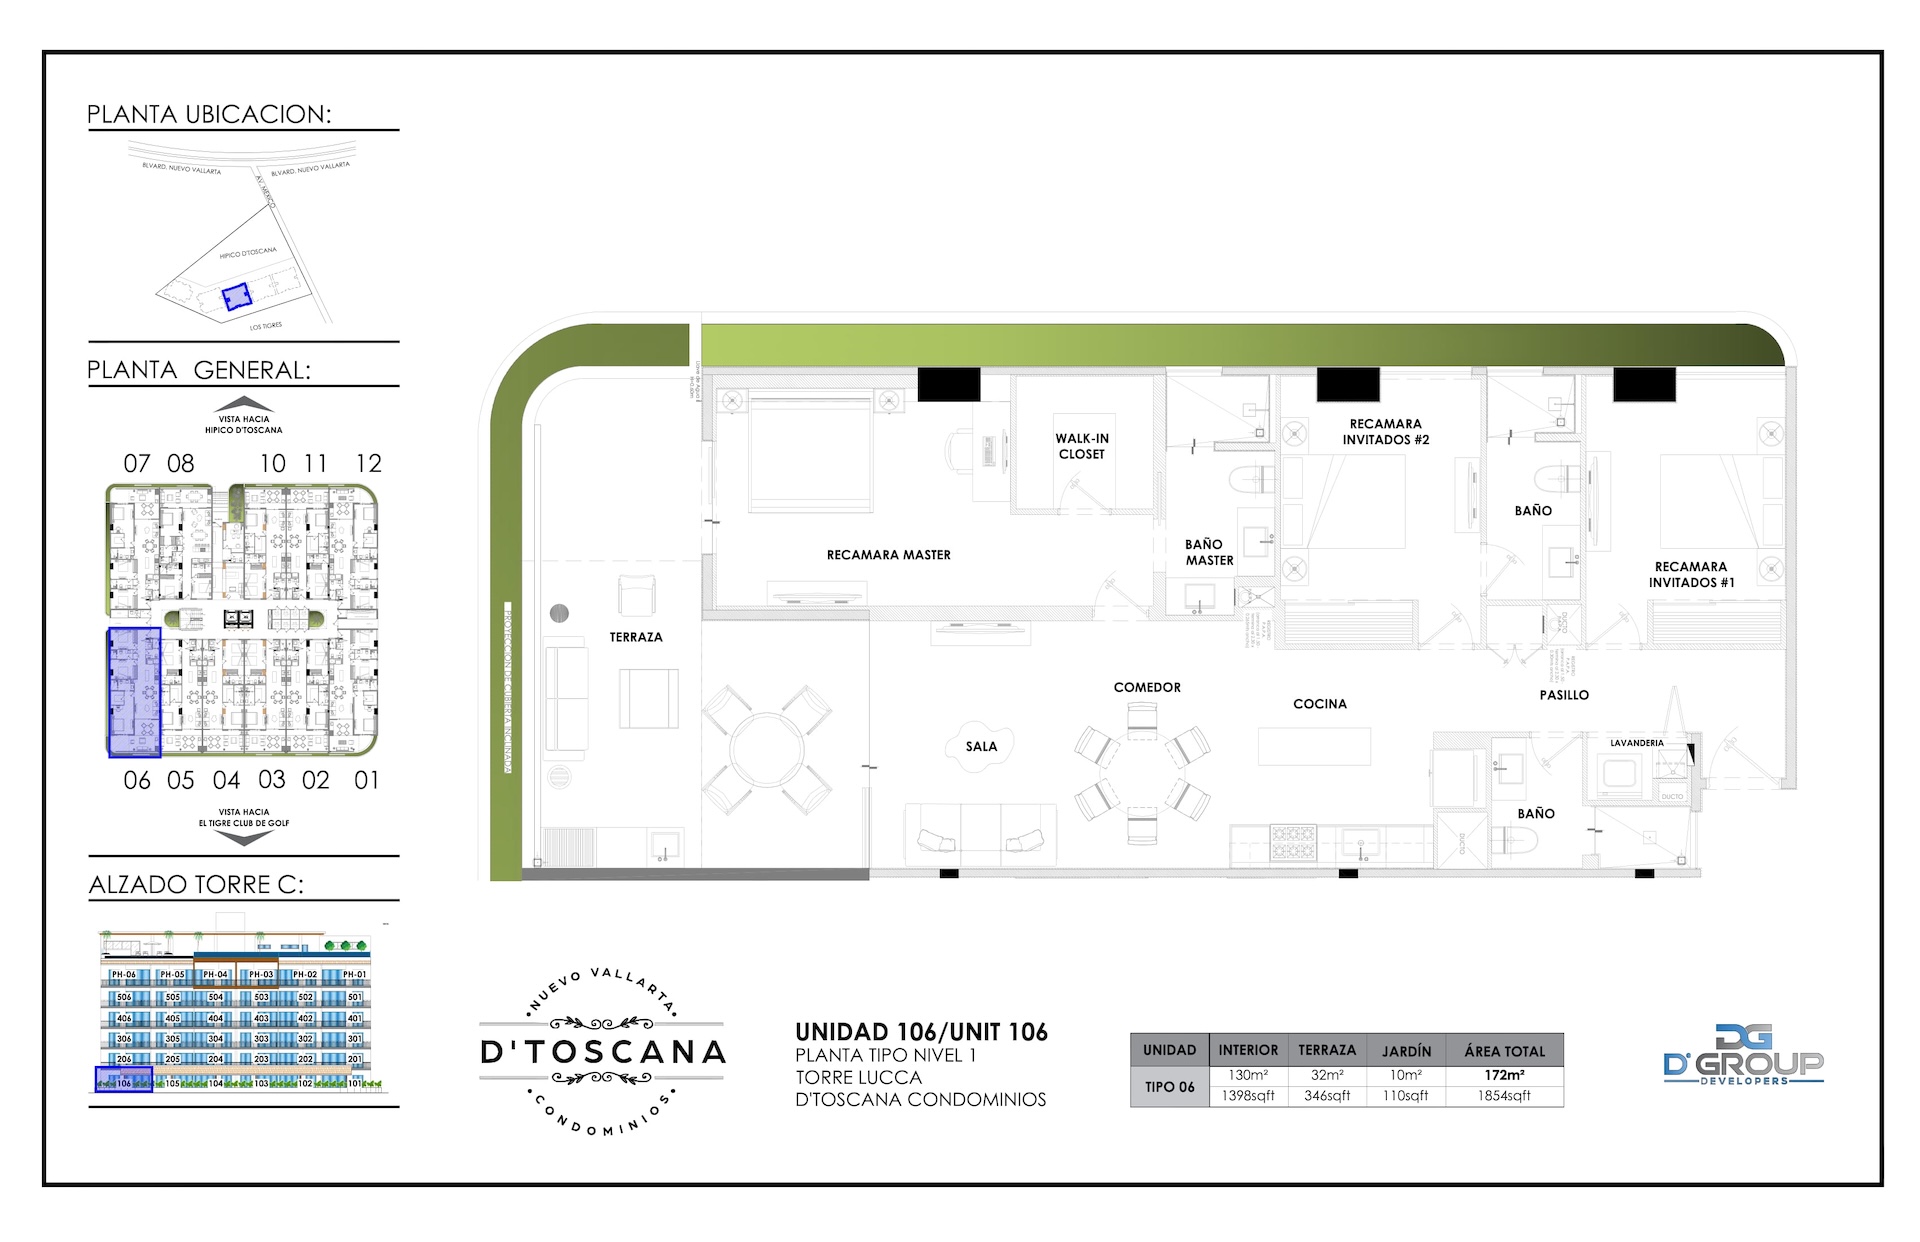 PLANTA UBICACION:
BLVARD. NUEVO VALLARTA
BLVARD. NUEVO VALLARTA
AV. MEXICO
HIPICO D'TOSCANA
LOS TIGRES
PLANTA GENERAL:
VISTA HACIA
HIPICO D'TOSCANA
07 08 10 11 12
06 05 04 03 02 01
VISTA HACIA
EL TIGRE CLUB DE GOLF
ALZADO TORRE C:
PH-06 PH-05 PH-04 PH-03 PH-02 PH-01
506 505 504 503 502 501
406 405 404 403 402 401
306 305 304 303 302 301
206 205 204 203 202 201
106 105 104 103 102 101
WALK-IN
CLOSET
RECAMARA
INVITADOS #2
BAÑO
RECAMARA MASTER
BAÑO
MASTER
RECAMARA
INVITADOS #1
TERRAZA
PROYECCION DE CUBIERTA INCLINADA
DUCTO
COMEDOR
COCINA
PASILLO
SALA
LAVANDERIA
DUCTO
BAÑO
DUCTO
NUEVO VALLARTA
D'TOSCANA
CONDOMINIOS
UNIDAD 106/UNIT 106
PLANTA TIPO NIVEL 1
TORRE LUCCA
D'TOSCANA CONDOMINIOS
UNIDAD INTERIOR TERRAZA JARDÍN ÁREA TOTAL
TIPO 06 130m² 32m² 10m² 172m²
1398sqft 346sqft 110sqft 1854sqft
DG
D'GROUP
DEVELOPERS